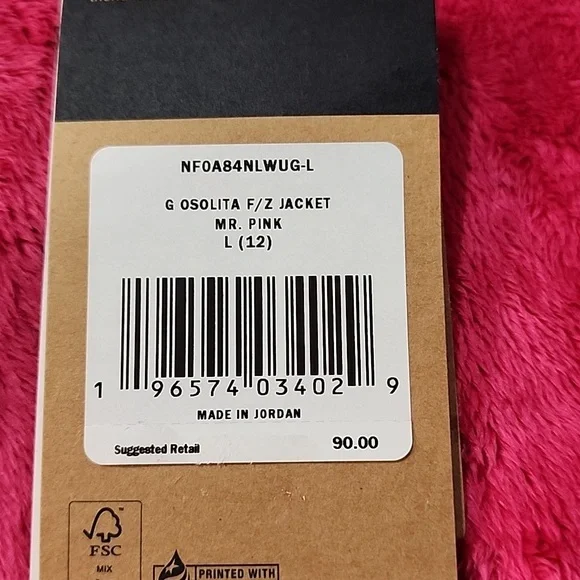 NF0A84NLWUG-L
G OSOLITA F/Z JACKET
MR. PINK
L (12)
1 96574 03402 9
MADE IN JORDAN
Suggested Retail 90.00
FSC
MIX
PRINTED WITH